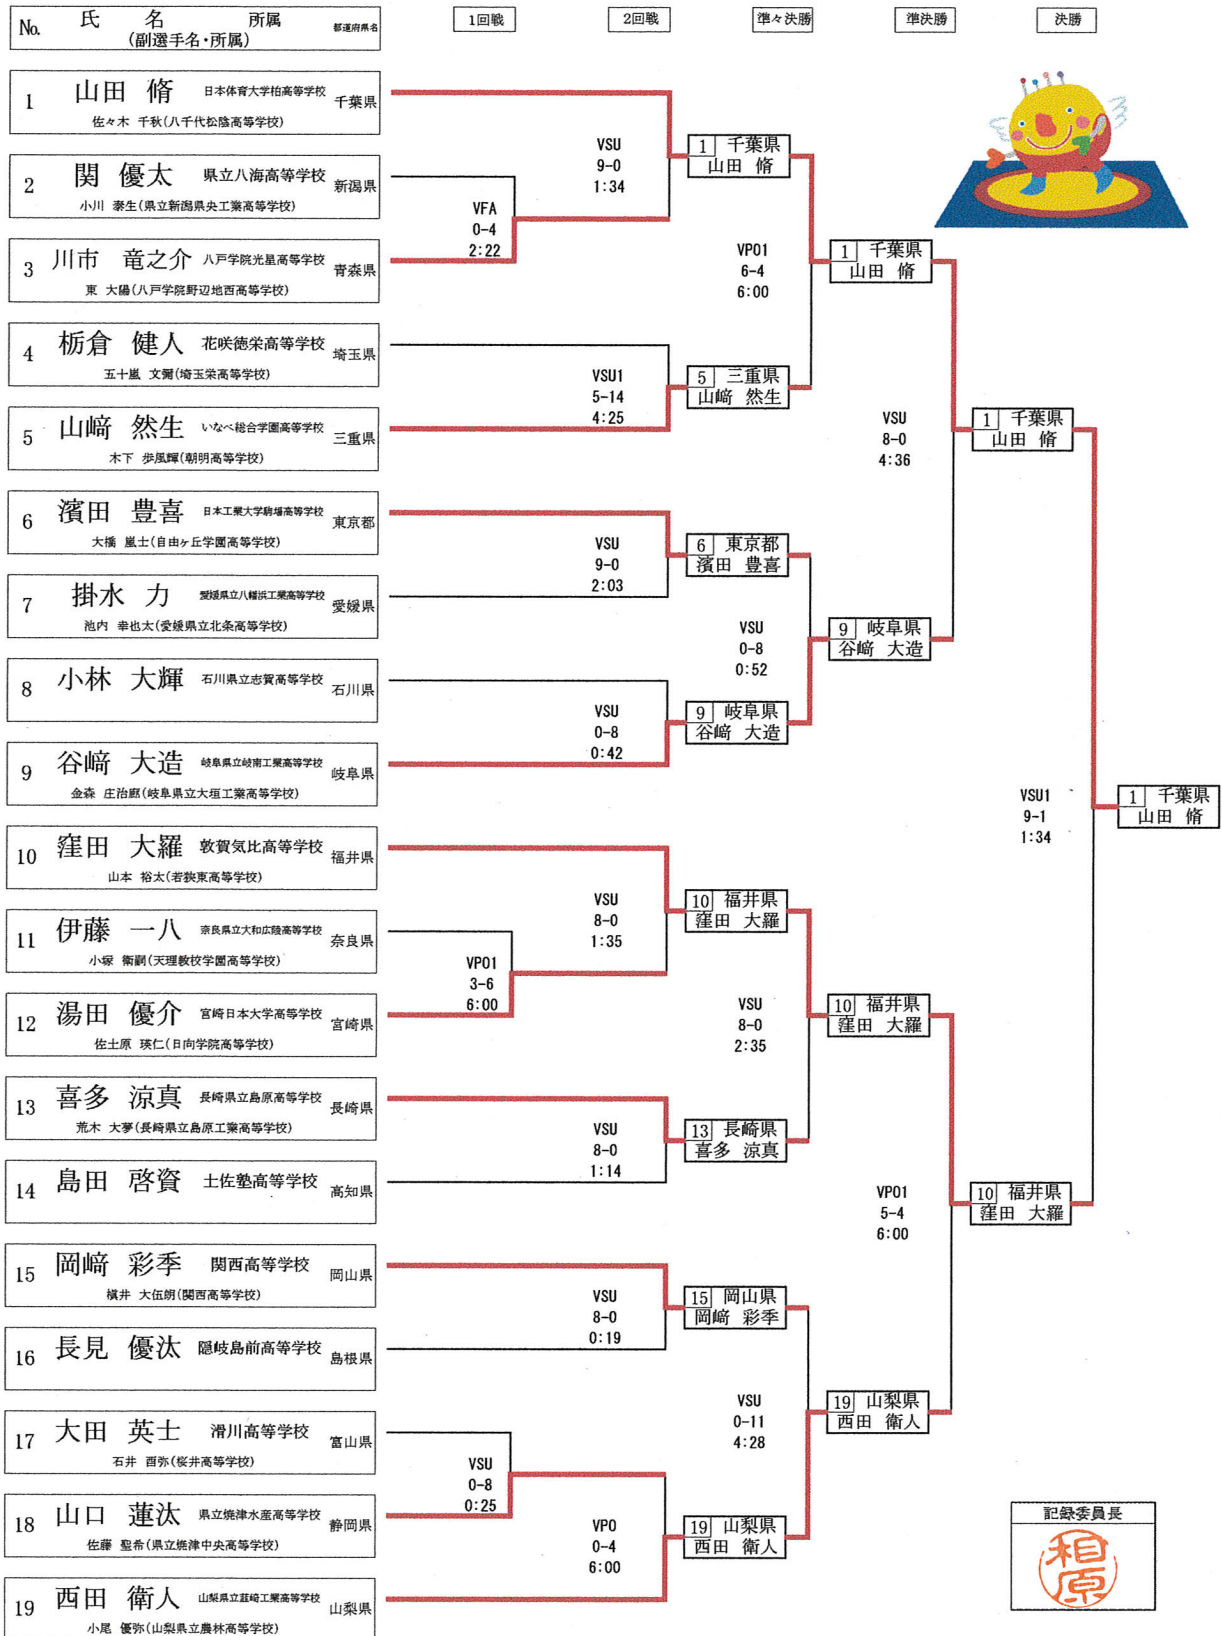 No. 氏 名 所属 都道府県名
(副選手名・所属)
1回戦 2回戦 準々決勝 準決勝 決勝
1 山田 脩 日本体育大学柏高等学校 千葉県
佐々木 千秋(八千代松陰高等学校)
2 関 優太 県立八海高等学校 新潟県
小川 泰生(県立新潟県央工業高等学校)
3 川市 竜之介 八戸学院光星高等学校 青森県
東 大陽(八戸学院野辺地西高等学校)
4 栃倉 健人 花咲徳栄高等学校 埼玉県
五十嵐 文彌(埼玉栄高等学校)
5 山﨑 然生 いなべ総合学園高等学校 三重県
木下 歩風輝(朝明高等学校)
6 濱田 豊喜 日本工業大学駒場高等学校 東京都
大橋 嵐士(自由ヶ丘学園高等学校)
7 掛水 力 愛媛県立八幡浜工業高等学校 愛媛県
池内 幸也太(愛媛県立北条高等学校)
8 小林 大輝 石川県立志賀高等学校 石川県
9 谷﨑 大造 岐阜県立岐南工業高等学校 岐阜県
金森 庄治郎(岐阜県立大垣工業高等学校)
10 窪田 大羅 敦賀気比高等学校 福井県
山本 裕太(若狭東高等学校)
11 伊藤 一八 奈良県立大和広陵高等学校 奈良県
小塚 衛嗣(天理教校学園高等学校)
12 湯田 優介 宮崎日本大学高等学校 宮崎県
佐土原 瑛仁(日向学院高等学校)
13 喜多 涼真 長崎県立島原高等学校 長崎県
荒木 大夢(長崎県立島原工業高等学校)
14 島田 啓資 土佐塾高等学校 高知県
15 岡﨑 彩季 関西高等学校 岡山県
槇井 大伍朗(関西高等学校)
16 長見 優汰 隠岐島前高等学校 島根県
17 大田 英士 滑川高等学校 富山県
石井 酉弥(桜井高等学校)
18 山口 蓮汰 県立焼津水産高等学校 静岡県
佐藤 聖希(県立焼津中央高等学校)
19 西田 衛人 山梨県立韮崎工業高等学校 山梨県
小尾 優弥(山梨県立農林高等学校)
VFA
0-4
2:22
VPO1
3-6
6:00
VSU
0-8
0:25
VSU
9-0
1:34
VSU1
5-14
4:25
VSU
9-0
2:03
VSU
0-8
0:42
VSU
8-0
1:35
VSU
8-0
1:14
VSU
8-0
0:19
VPO
0-4
6:00
1 千葉県
山田 脩
5 三重県
山﨑 然生
6 東京都
濱田 豊喜
9 岐阜県
谷﨑 大造
10 福井県
窪田 大羅
13 長崎県
喜多 涼真
15 岡山県
岡﨑 彩季
19 山梨県
西田 衛人
VPO1
6-4
6:00
VSU
0-8
0:52
VSU
8-0
2:35
VSU
0-11
4:28
1 千葉県
山田 脩
9 岐阜県
谷﨑 大造
10 福井県
窪田 大羅
19 山梨県
西田 衛人
VSU
8-0
4:36
VPO1
5-4
6:00
1 千葉県
山田 脩
10 福井県
窪田 大羅
VSU1
9-1
1:34
1 千葉県
山田 脩
記録委員長
相原